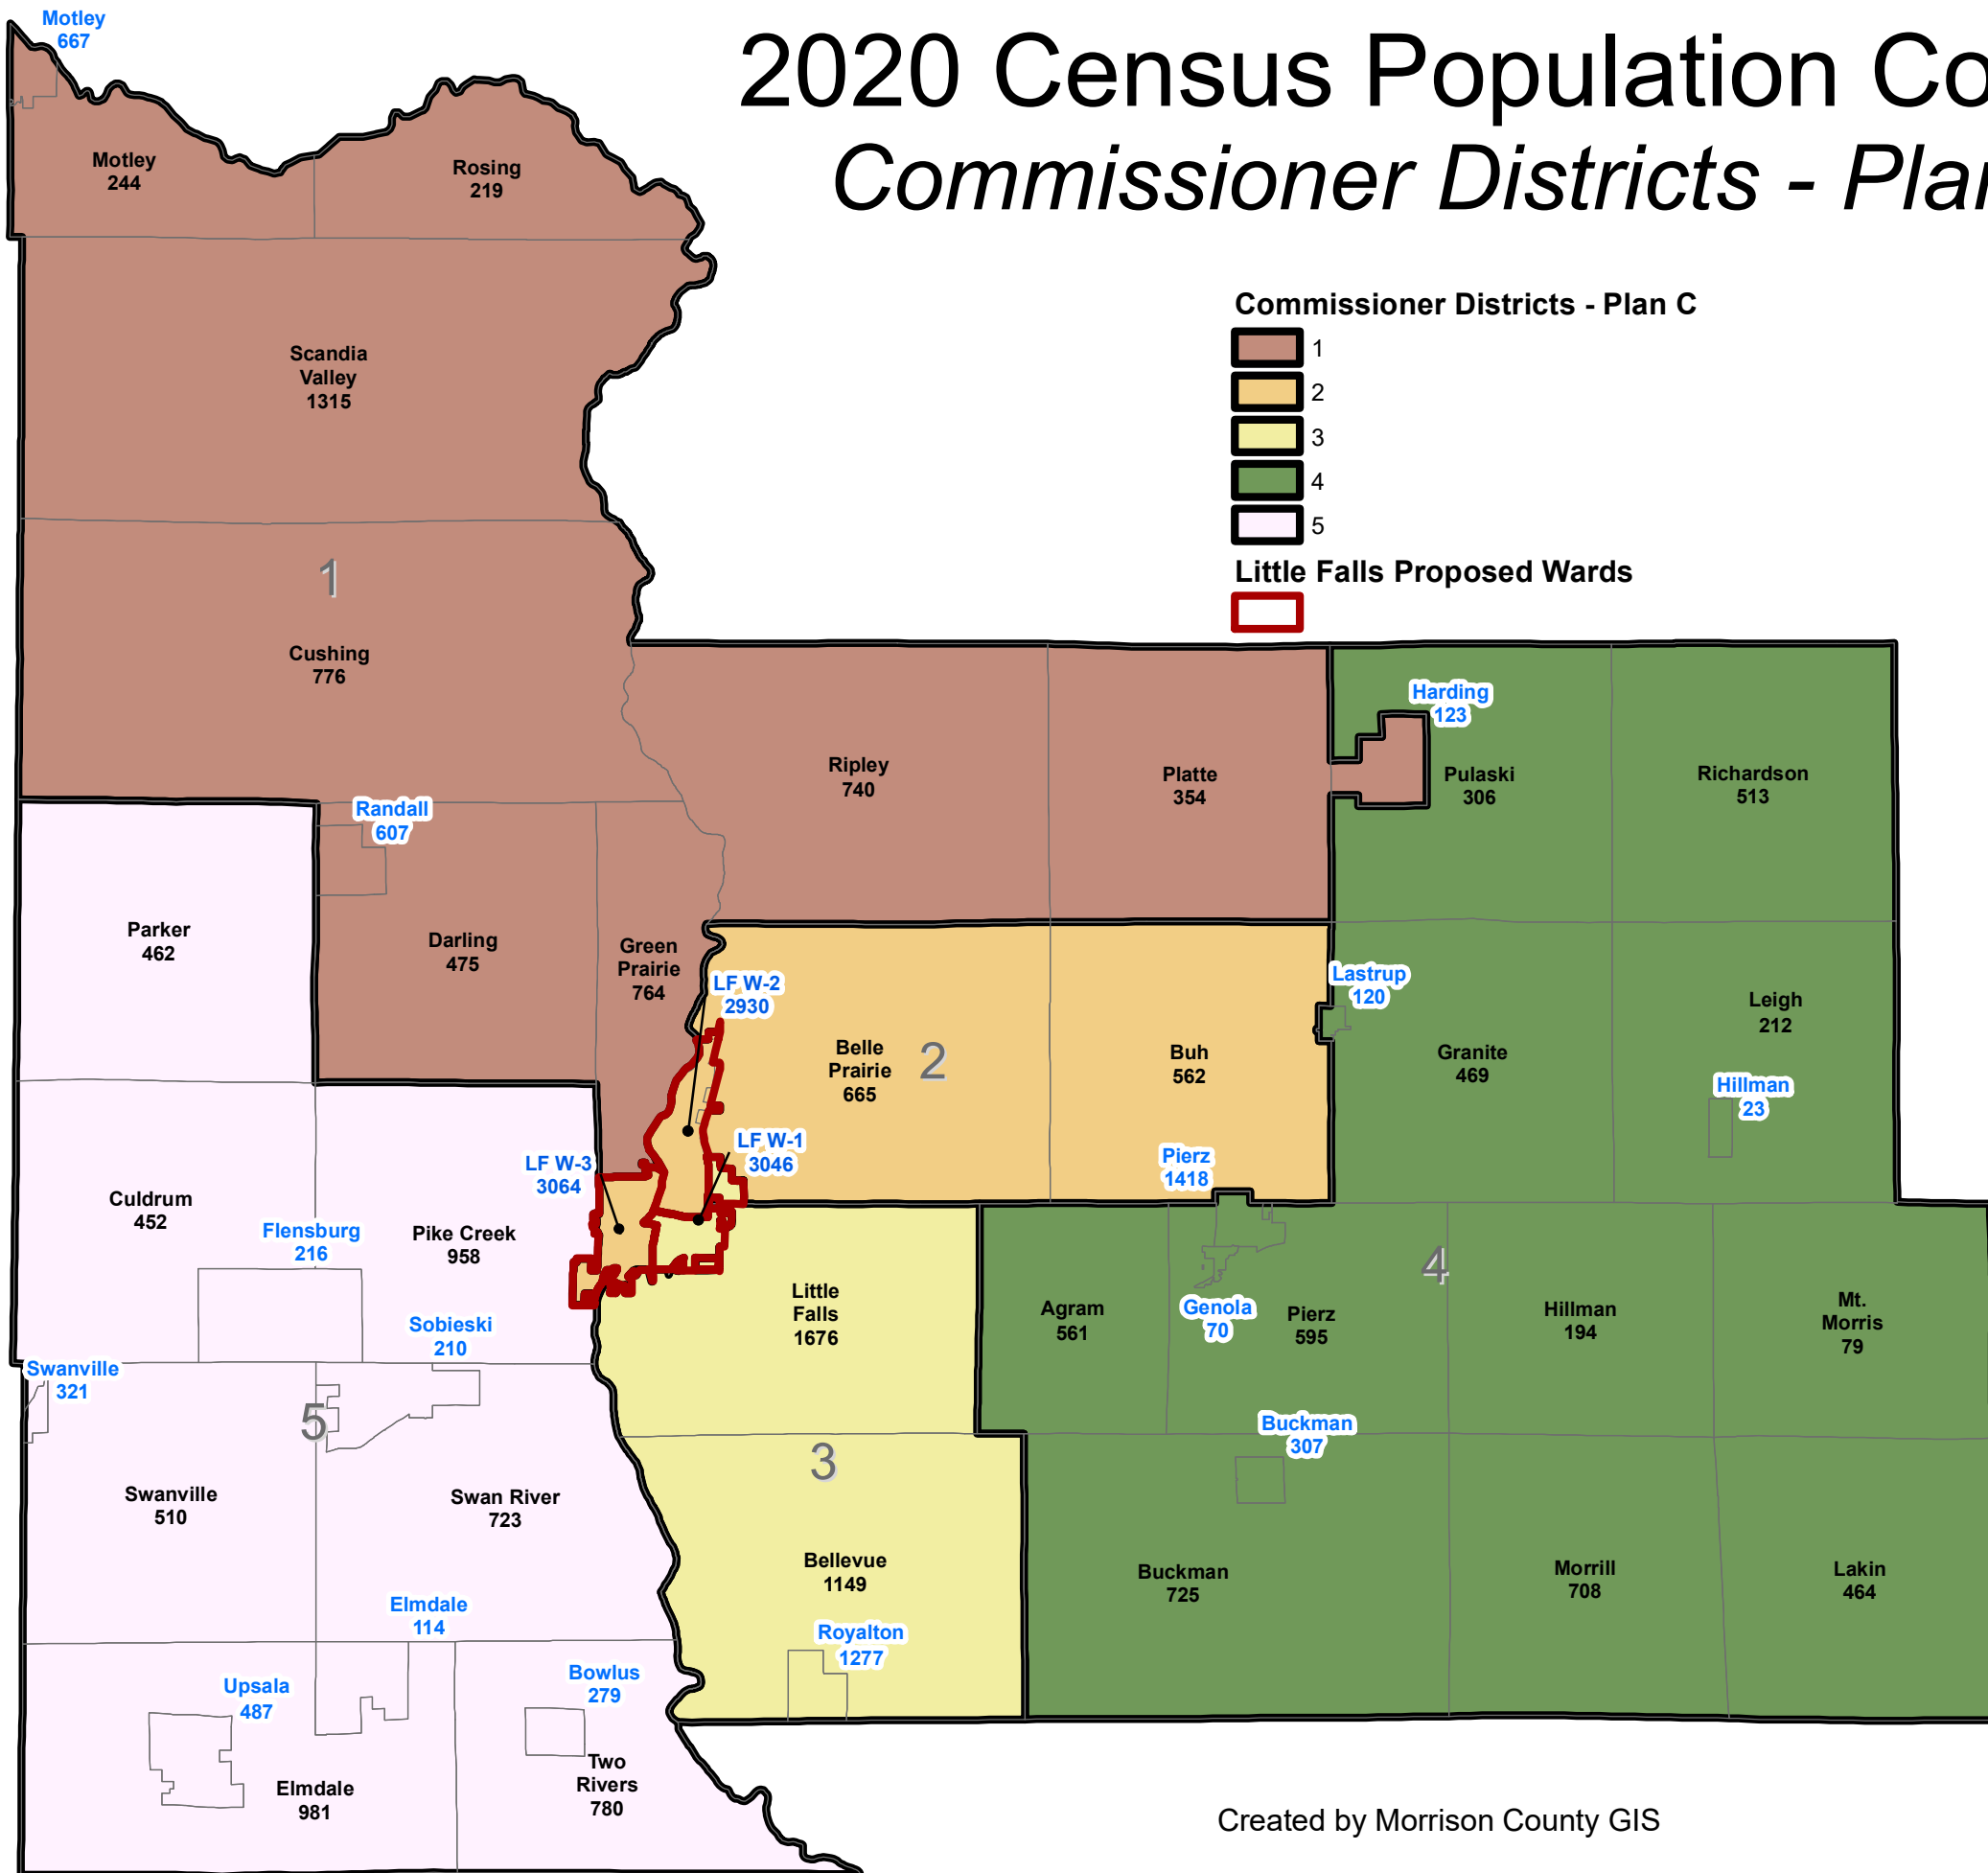 2020 Census Population Co
Commissioner Districts - Plan
Commissioner Districts - Plan C
1
2
3
4
5
Little Falls Proposed Wards
Motley
667
Motley
244
Rosing
219
Scandia
Valley
1315
1
Cushing
776
Ripley
740
Platte
354
Harding
123
Pulaski
306
Richardson
513
Randall
607
Parker
462
Darling
475
Green
Prairie
764
LF W-2
2930
Belle
Prairie
665
2
Buh
562
Lastrup
120
Granite
469
Leigh
212
Hillman
23
LF W-1
3046
LF W-3
3064
Pierz
1418
Culdrum
452
Flensburg
216
Pike Creek
958
Sobieski
210
Swanville
321
Little
Falls
1676
Agram
561
Genola
70
Pierz
595
4
Hillman
194
Mt.
Morris
79
5
Swanville
510
Swan River
723
3
Buckman
307
Bellevue
1149
Buckman
725
Morrill
708
Lakin
464
Elmdale
114
Royalton
1277
Upsala
487
Bowlus
279
Elmdale
981
Two
Rivers
780
Created by Morrison County GIS